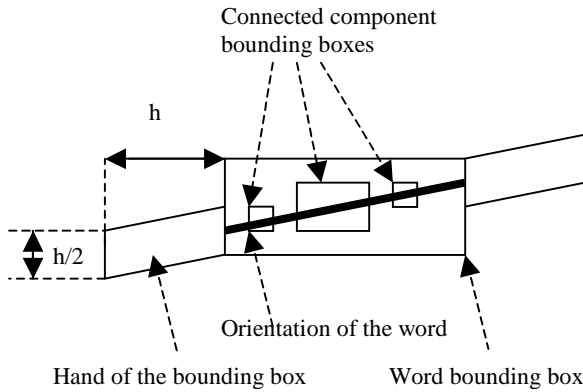 Connected component
bounding boxes
h
h/2
Orientation of the word
Hand of the bounding box
Word bounding box